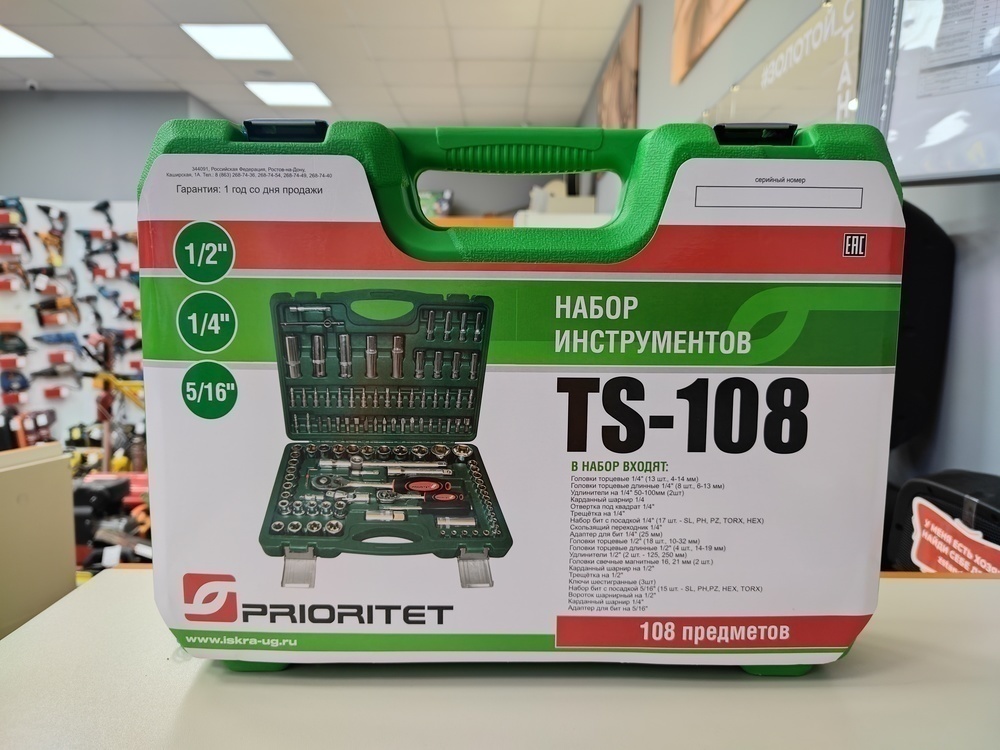 344091, Российская Федерация, Ростов-на-Дону,
Каширская, 1А. Тел.: 8 (863) 268-74-36, 268-74-54, 268-74-49, 268-74-40
Гарантия: 1 год со дня продажи
серийный номер
EAC
1/2"
1/4"
5/16"
НАБОР
ИНСТРУМЕНТОВ
TS-108
В НАБОР ВХОДЯТ:
Головки торцевые 1/4" (13 шт., 4-14 мм)
Головки торцевые длинные 1/4" (8 шт., 6-13 мм)
Удлинители на 1/4" 50-100мм (2шт)
Карданный шарнир 1/4
Отвертка под квадрат 1/4"
Трещётка на 1/4"
Набор бит с посадкой 1/4" (17 шт. - SL, PH, PZ, TORX, HEX)
Скользящий переходник 1/4"
Адаптер для бит 1/4" (25 мм)
Головки торцевые 1/2" (18 шт., 10-32 мм)
Головки торцевые длинные 1/2" (4 шт., 14-19 мм)
Удлинители 1/2" (2 шт. - 125, 250 мм)
Головки свечные магнитные 16, 21 мм (2 шт.)
Карданный шарнир на 1/2"
Трещётка на 1/2"
Ключи шестигранные (3шт)
Набор бит с посадкой 5/16" (15 шт. - SL, PH,PZ, HEX, TORX)
Вороток шарнирный на 1/2"
Карданный шарнир 1/4"
Адаптер для бит на 5/16"
108 предметов
PRIORITET
www.iskra-ug.ru
#ЗОЛОТОЙ
СТАН
У МЕНЯ ЕСТЬ ХОЗЯ
НАЙДИ СЕБЕ